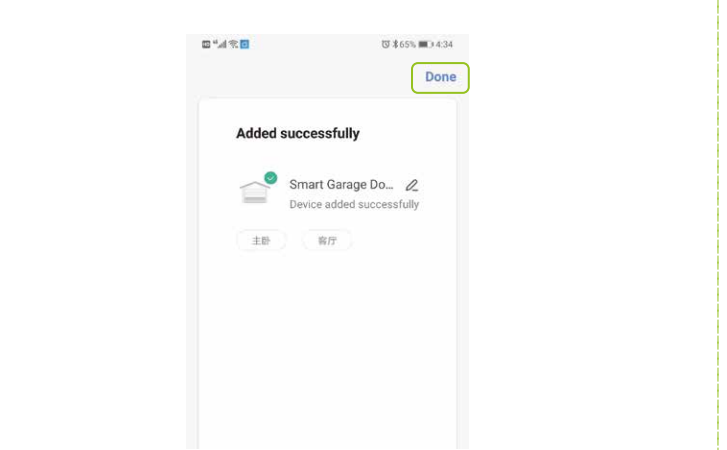 65% 4:34
Done
Added successfully
Smart Garage Do...
Device added successfully
主卧 客厅